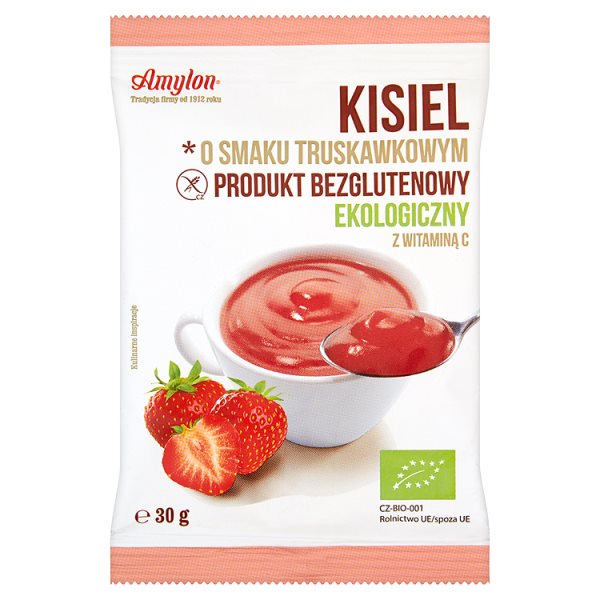 Amylon®
Tradycja firmy od 1912 roku
KISIEL
* O SMAKU TRUSKAWKOWYM
CZ
PRODUKT BEZGLUTENOWY
EKOLOGICZNY
Z WITAMINĄ C
Kulinarne inspiracje
℮ 30 g
CZ-BIO-001
Rolnictwo UE/spoza UE